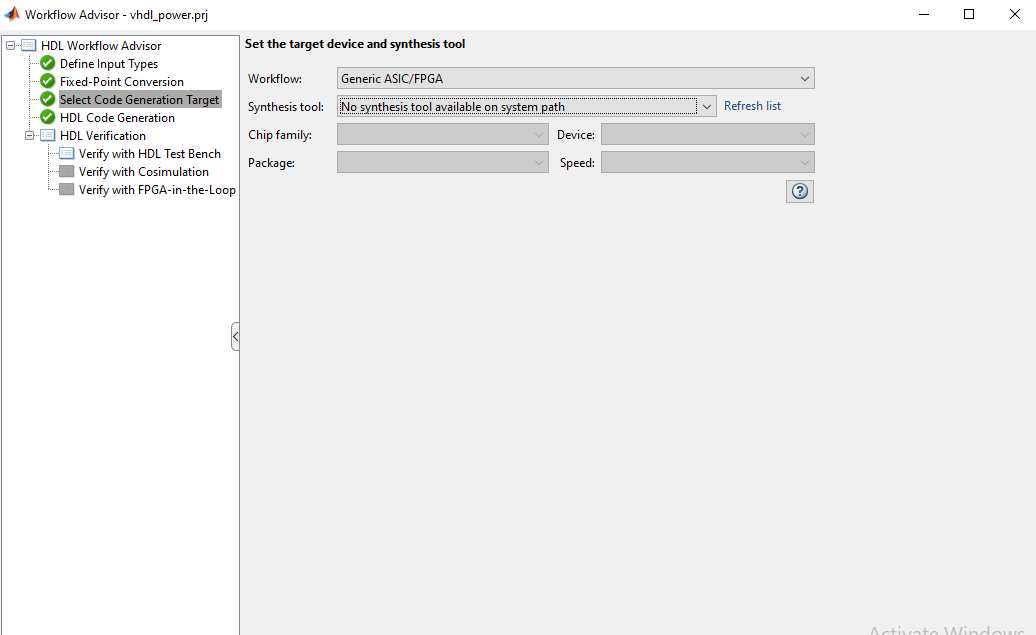 Workflow Advisor - vhdl_power.prj
HDL Workflow Advisor
Define Input Types
Fixed-Point Conversion
Select Code Generation Target
HDL Code Generation
HDL Verification
Verify with HDL Test Bench
Verify with Cosimulation
Verify with FPGA-in-the-Loop
Set the target device and synthesis tool
Workflow: Generic ASIC/FPGA
Synthesis tool: No synthesis tool available on system path Refresh list
Chip family: Device:
Package: Speed:
Activate Windows